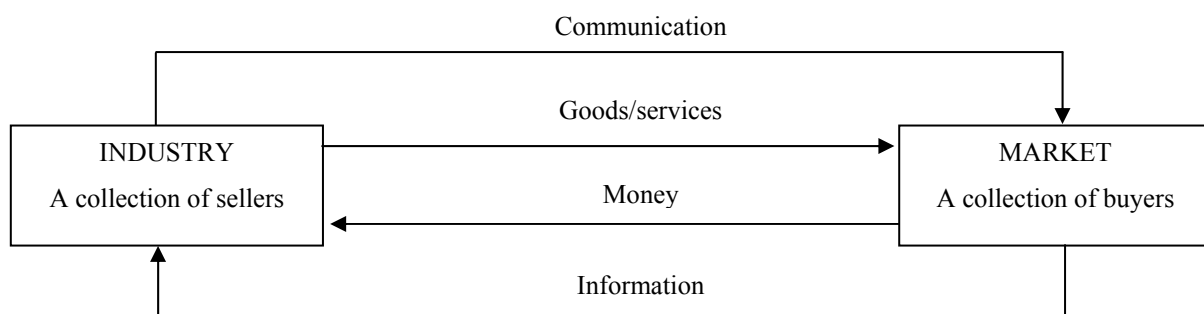 Communication
Goods/services
INDUSTRY
A collection of sellers
MARKET
A collection of buyers
Money
Information